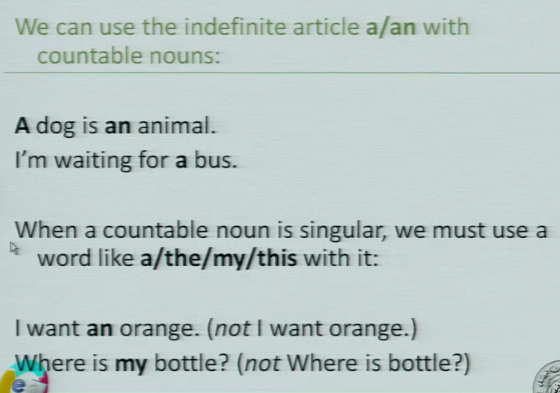 We can use the indefinite article a/an with
countable nouns:
A dog is an animal.
I'm waiting for a bus.
When a countable noun is singular, we must use a
word like a/the/my/this with it:
I want an orange. (not I want orange.)
Where is my bottle? (not Where is bottle?)